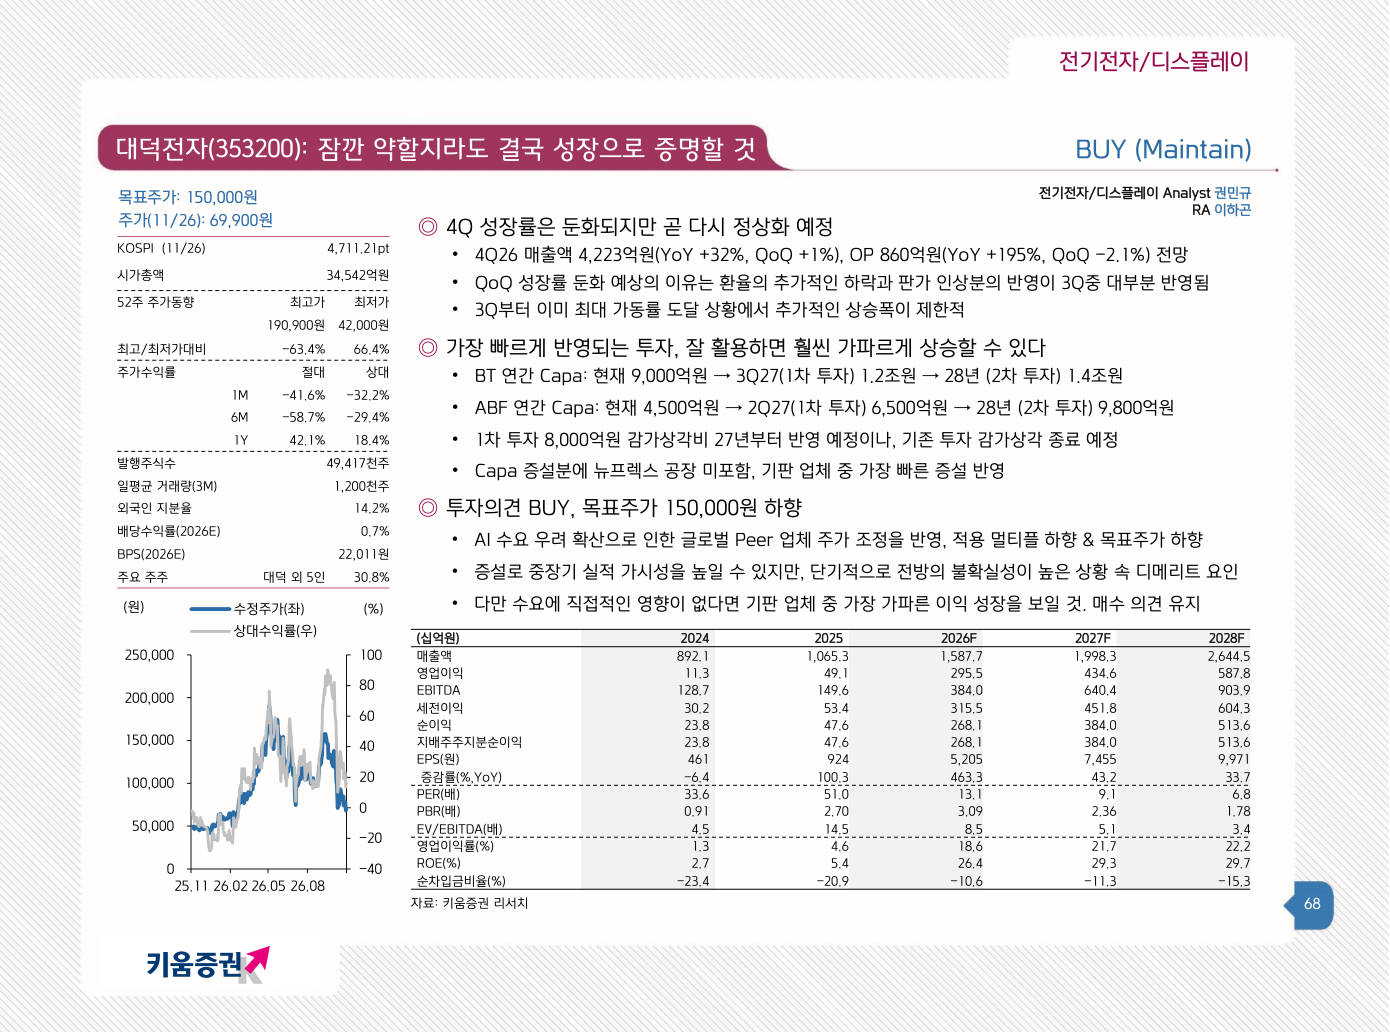 전기전자/디스플레이
대덕전자(353200): 잠깐 약할지라도 결국 성장으로 증명할 것
BUY (Maintain)
전기전자/디스플레이 Analyst 권민규
RA 이하곤
목표주가: 150,000원
주가(11/26): 69,900원
KOSPI (11/26) 4,711.21pt
시가총액 34,542억원
52주 주가동향 최고가 최저가
190,900원 42,000원
최고/최저가대비 −63.4% 66.4%
주가수익률 절대 상대
1M −41.6% −32.2%
6M −58.7% −29.4%
1Y 42.1% 18.4%
발행주식수 49,417천주
일평균 거래량(3M) 1,200천주
외국인 지분율 14.2%
배당수익률(2026E) 0.7%
BPS(2026E) 22,011원
주요 주주 대덕 외 5인 30.8%
(원) 수정주가(좌) (%)
상대수익률(우)
250,000 100
80
200,000
60
150,000
40
100,000 20
0
50,000
−20
0 −40
25.11 26.02 26.05 26.08
◎ 4Q 성장률은 둔화되지만 곧 다시 정상화 예정
• 4Q26 매출액 4,223억원(YoY +32%, QoQ +1%), OP 860억원(YoY +195%, QoQ −2.1%) 전망
• QoQ 성장률 둔화 예상의 이유는 환율의 추가적인 하락과 판가 인상분의 반영이 3Q중 대부분 반영됨
• 3Q부터 이미 최대 가동률 도달 상황에서 추가적인 상승폭이 제한적
◎ 가장 빠르게 반영되는 투자, 잘 활용하면 훨씬 가파르게 상승할 수 있다
• BT 연간 Capa: 현재 9,000억원 → 3Q27(1차 투자) 1.2조원 → 28년 (2차 투자) 1.4조원
• ABF 연간 Capa: 현재 4,500억원 → 2Q27(1차 투자) 6,500억원 → 28년 (2차 투자) 9,800억원
• 1차 투자 8,000억원 감가상각비 27년부터 반영 예정이나, 기존 투자 감가상각 종료 예정
• Capa 증설분에 뉴프렉스 공장 미포함, 기판 업체 중 가장 빠른 증설 반영
◎ 투자의견 BUY, 목표주가 150,000원 하향
• AI 수요 우려 확산으로 인한 글로벌 Peer 업체 주가 조정을 반영, 적용 멀티플 하향 & 목표주가 하향
• 증설로 중장기 실적 가시성을 높일 수 있지만, 단기적으로 전방의 불확실성이 높은 상황 속 디메리트 요인
• 다만 수요에 직접적인 영향이 없다면 기판 업체 중 가장 가파른 이익 성장을 보일 것. 매수 의견 유지
(십억원) 2024 2025 2026F 2027F 2028F
매출액 892.1 1,065.3 1,587.7 1,998.3 2,644.5
영업이익 11.3 49.1 295.5 434.6 587.8
EBITDA 128.7 149.6 384.0 640.4 903.9
세전이익 30.2 53.4 315.5 451.8 604.3
순이익 23.8 47.6 268.1 384.0 513.6
지배주주지분순이익 23.8 47.6 268.1 384.0 513.6
EPS(원) 461 924 5,205 7,455 9,971
증감률(%,YoY) −6.4 100.3 463.3 43.2 33.7
PER(배) 33.6 51.0 13.1 9.1 6.8
PBR(배) 0.91 2.70 3.09 2.36 1.78
EV/EBITDA(배) 4.5 14.5 8.5 5.1 3.4
영업이익률(%) 1.3 4.6 18.6 21.7 22.2
ROE(%) 2.7 5.4 26.4 29.3 29.7
순차입금비율(%) −23.4 −20.9 −10.6 −11.3 −15.3
자료: 키움증권 리서치
68
키움증권